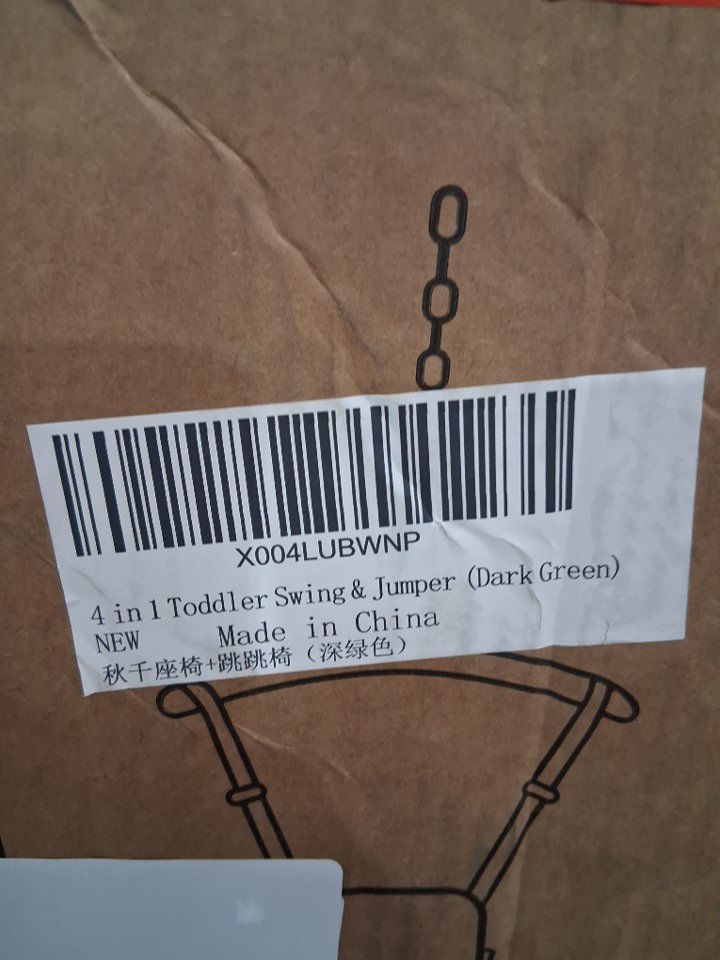 X004LUBWNP
4 in 1 Toddler Swing & Jumper (Dark Green)
NEW Made in China
秋千座椅+跳跳椅（深绿色）